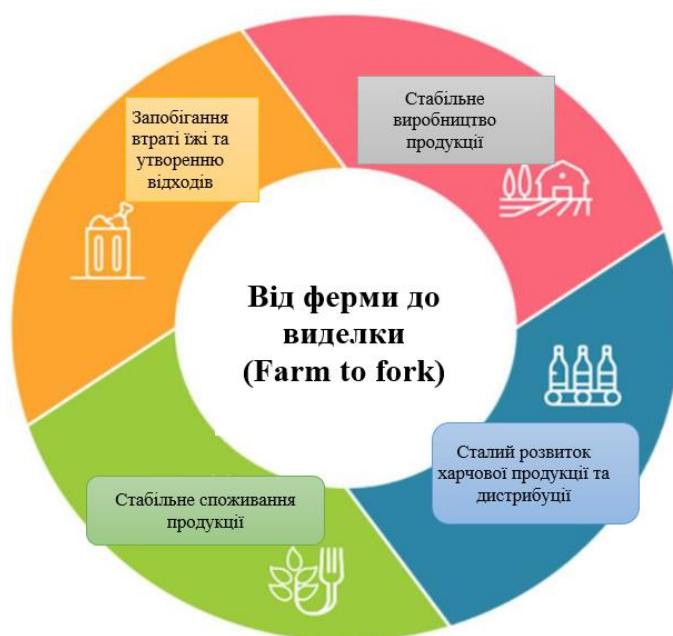 Запобігання
втраті їжі та
утворенню
відходів
Стабільне
виробництво
продукції
Від ферми до
виделки
(Farm to fork)
Сталий розвиток
харчової продукції та
дистрибуції
Стабільне споживання
продукції